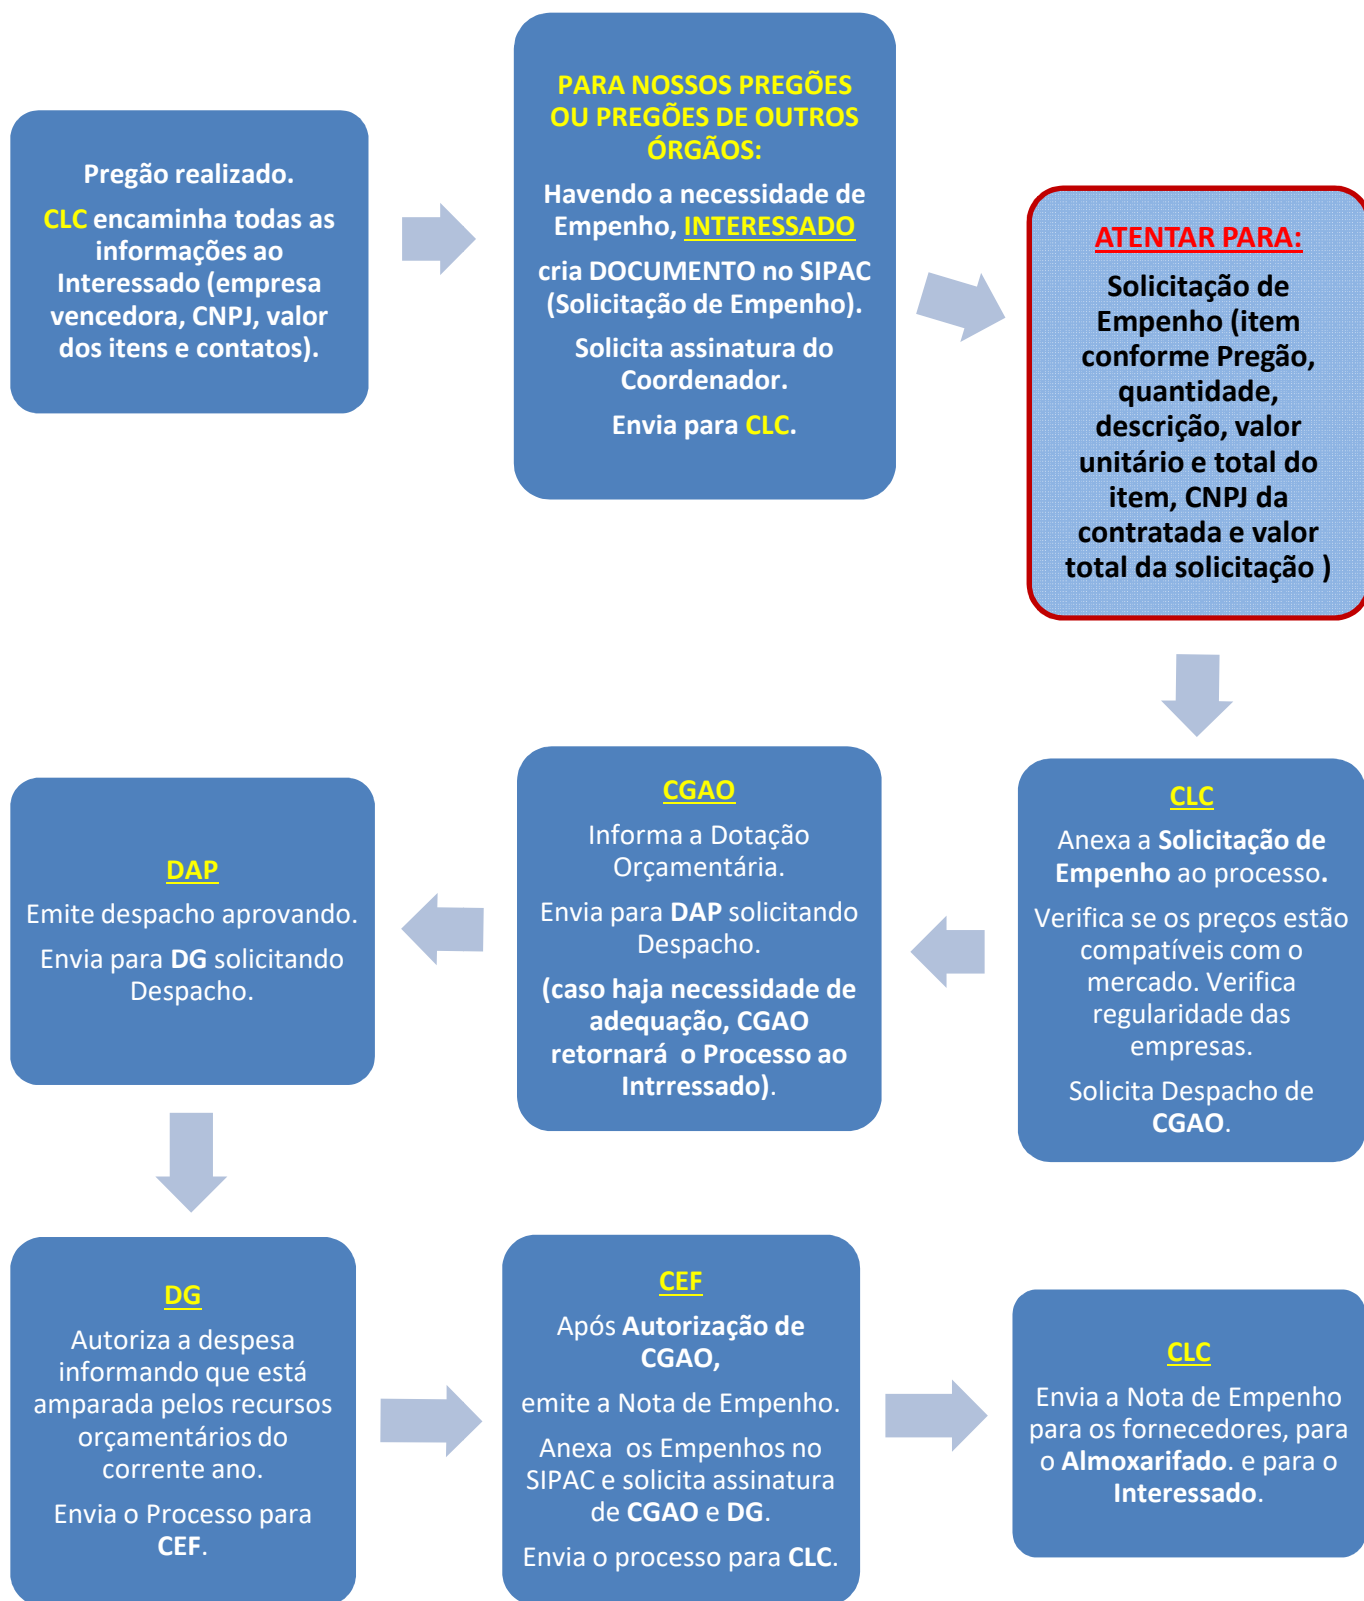 Pregão realizado.
CLC encaminha todas as
informações ao
Interessado (empresa
vencedora, CNPJ, valor
dos itens e contatos).
PARA NOSSOS PREGÕES
OU PREGÕES DE OUTROS
ÓRGÃOS:
Havendo a necessidade de
Empenho, INTERESSADO
cria DOCUMENTO no SIPAC
(Solicitação de Empenho).
Solicita assinatura do
Coordenador.
Envia para CLC.
ATENTAR PARA:
Solicitação de
Empenho (item
conforme Pregão,
quantidade,
descrição, valor
unitário e total do
item, CNPJ da
contratada e valor
total da solicitação )
CLC
Anexa a Solicitação de
Empenho ao processo.
Verifica se os preços estão
compatíveis com o
mercado. Verifica
regularidade das
empresas.
Solicita Despacho de
CGAO.
CGAO
Informa a Dotação
Orçamentária.
Envia para DAP solicitando
Despacho.
(caso haja necessidade de
adequação, CGAO
retornará  o Processo ao
Intrressado).
DAP
Emite despacho aprovando.
Envia para DG solicitando
Despacho.
DG
Autoriza a despesa
informando que está
amparada pelos recursos
orçamentários do
corrente ano.
Envia o Processo para
CEF.
CEF
Após Autorização de
CGAO,
emite a Nota de Empenho.
Anexa  os Empenhos no
SIPAC e solicita assinatura
de CGAO e DG.
Envia o processo para CLC.
CLC
Envia a Nota de Empenho
para os fornecedores, para
o Almoxarifado. e para o
Interessado.